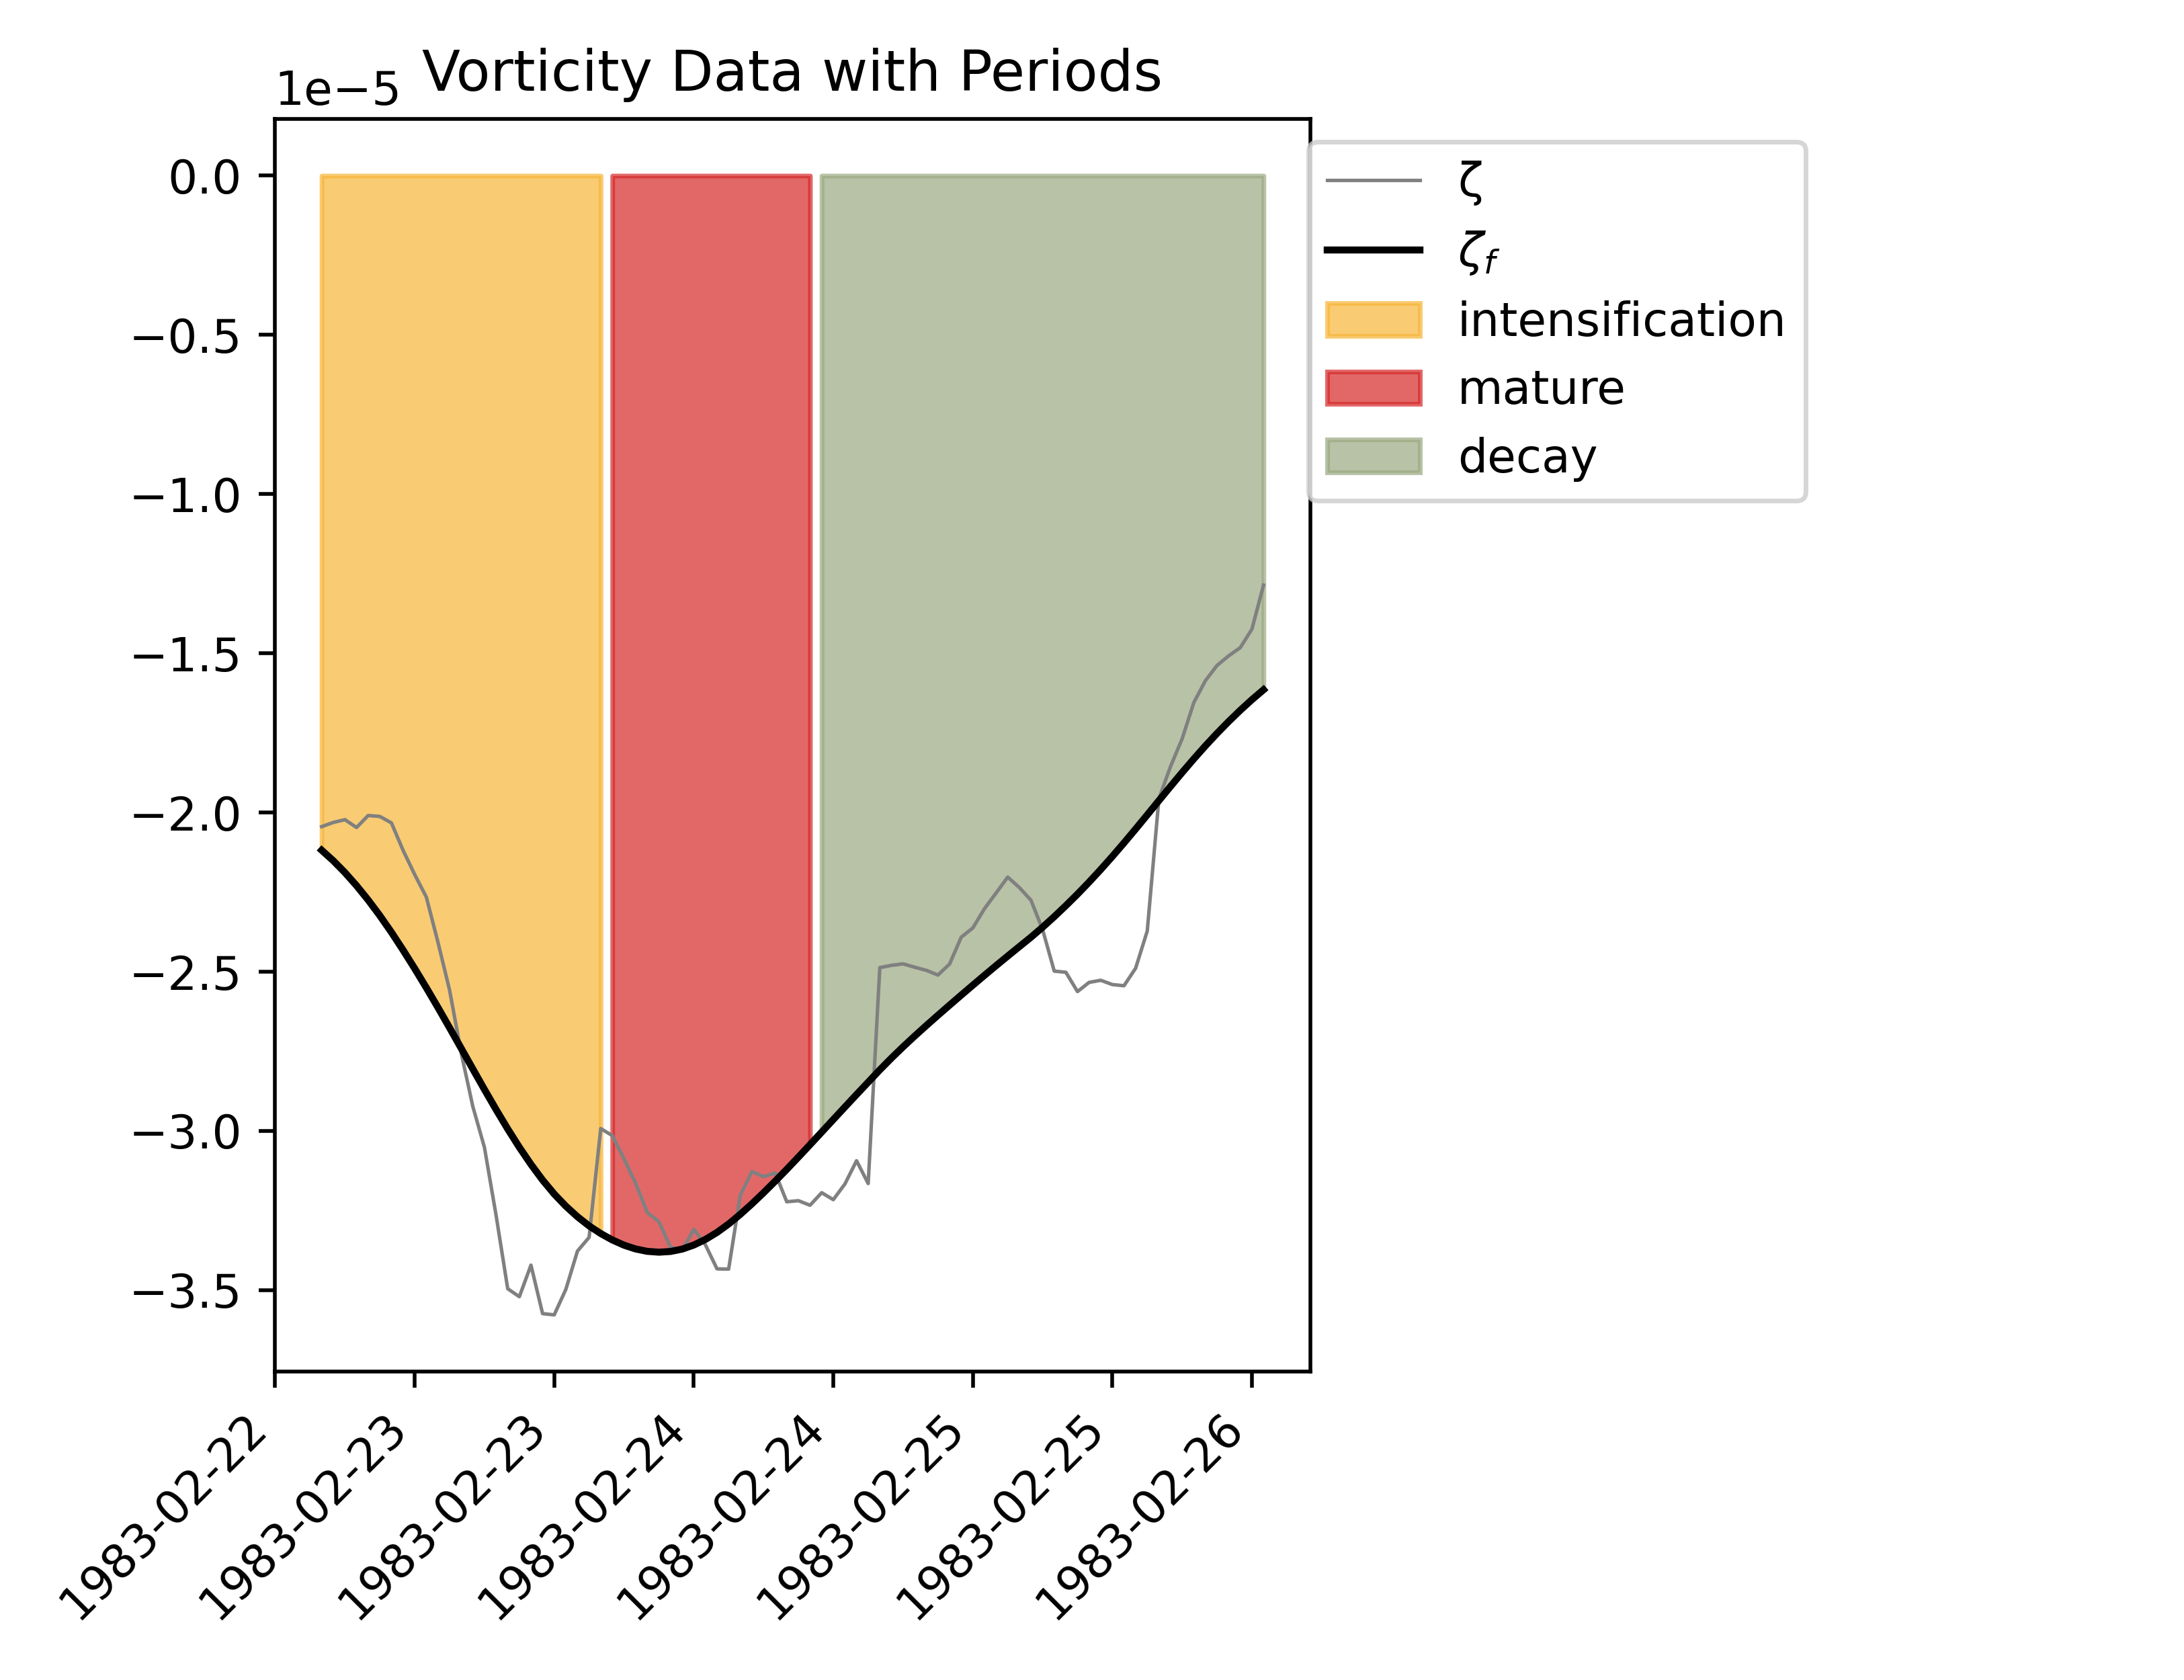 Vorticity Data with Periods
1e−5
0.0
−0.5
−1.0
−1.5
−2.0
−2.5
−3.0
−3.5
ζ
ζf
intensification
mature
decay
1983-02-22
1983-02-23
1983-02-23
1983-02-24
1983-02-24
1983-02-25
1983-02-25
1983-02-26